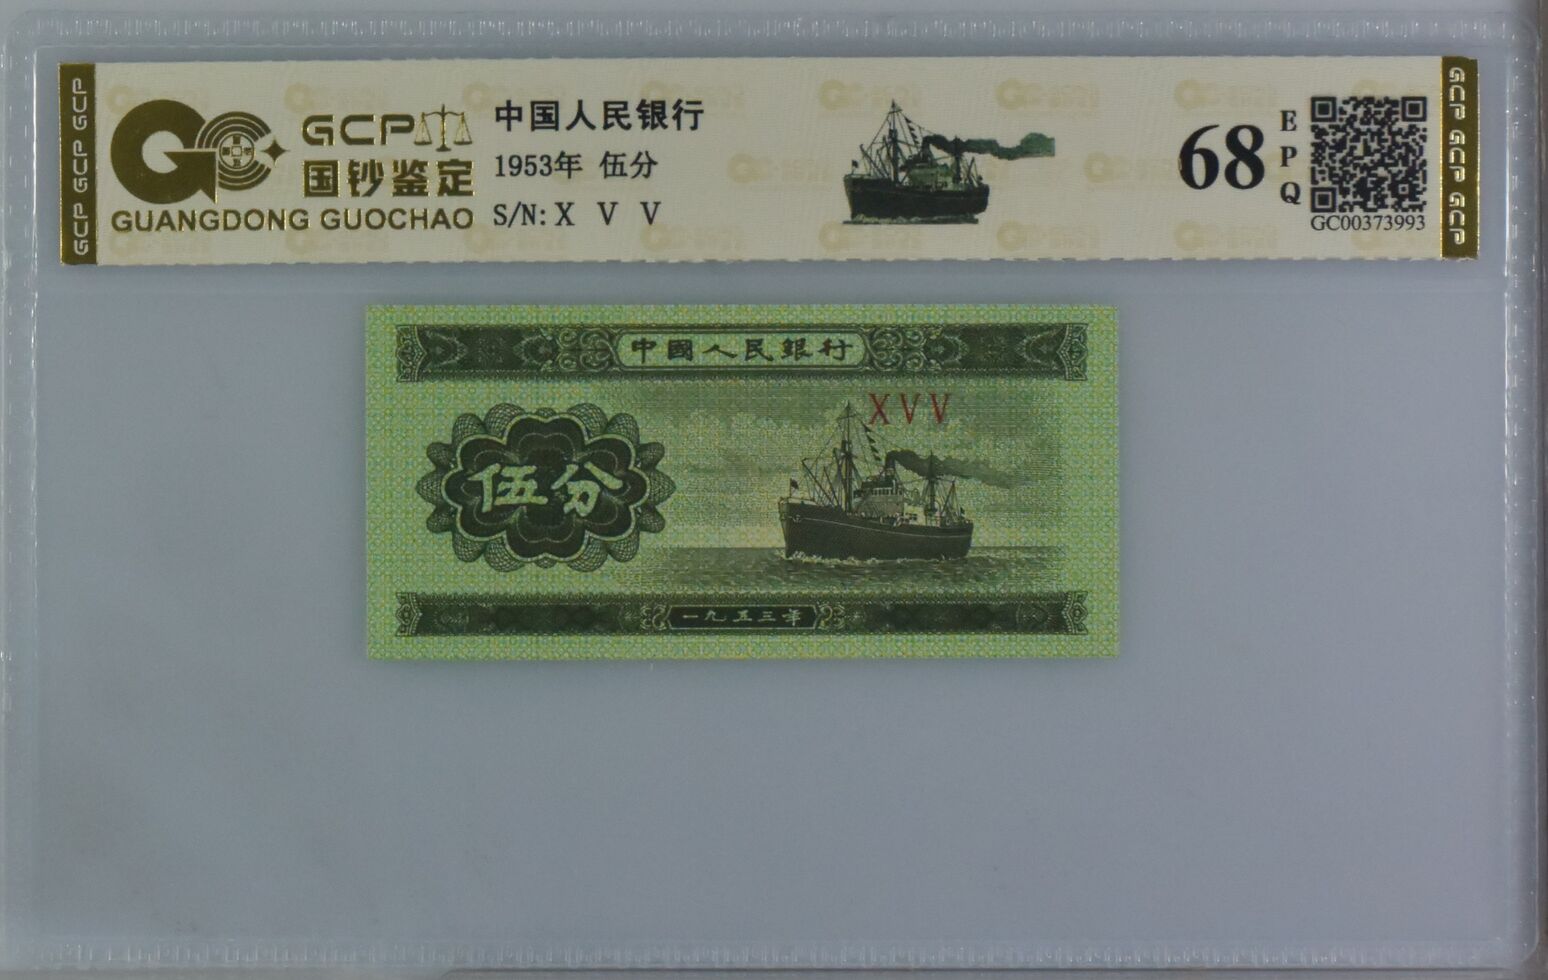 GCP GCP GCP
GCP
国钞鉴定
GUANGDONG GUOCHAO
中国人民银行
1953年 伍分
S/N: X V V
68
EPQ
GC00373993
GCP GCP GCP GCP
中國人民銀行
XVV
伍分
一九五三年